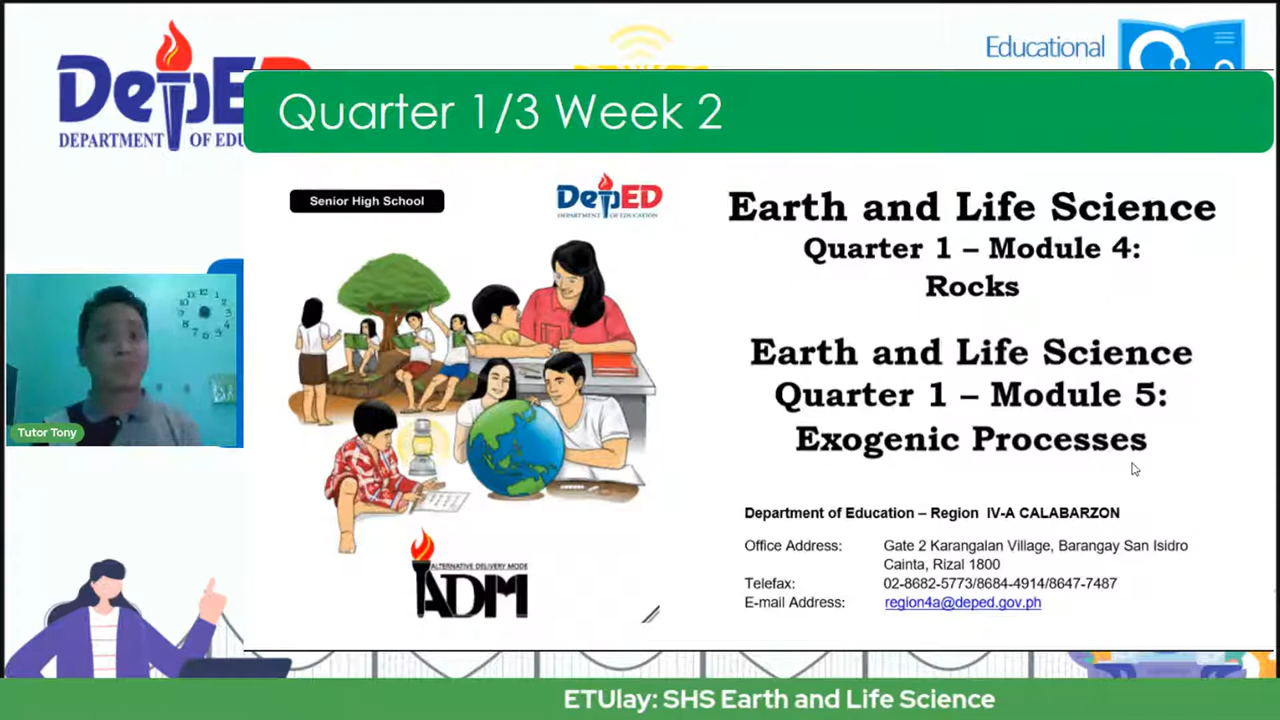 DepED
DEPARTMENT OF EDU
Educational
Quarter 1/3 Week 2
Senior High School
DepED
DEPARTMENT OF EDUCATION
Earth and Life Science
Quarter 1 – Module 4:
Rocks
Earth and Life Science
Quarter 1 – Module 5:
Exogenic Processes
Tutor Tony
Department of Education – Region IV-A CALABARZON
Office Address: Gate 2 Karangalan Village, Barangay San Isidro
Cainta, Rizal 1800
Telefax: 02-8682-5773/8684-4914/8647-7487
E-mail Address: region4a@deped.gov.ph
ALTERNATIVE DELIVERY MODE
ADM
ETUlay: SHS Earth and Life Science